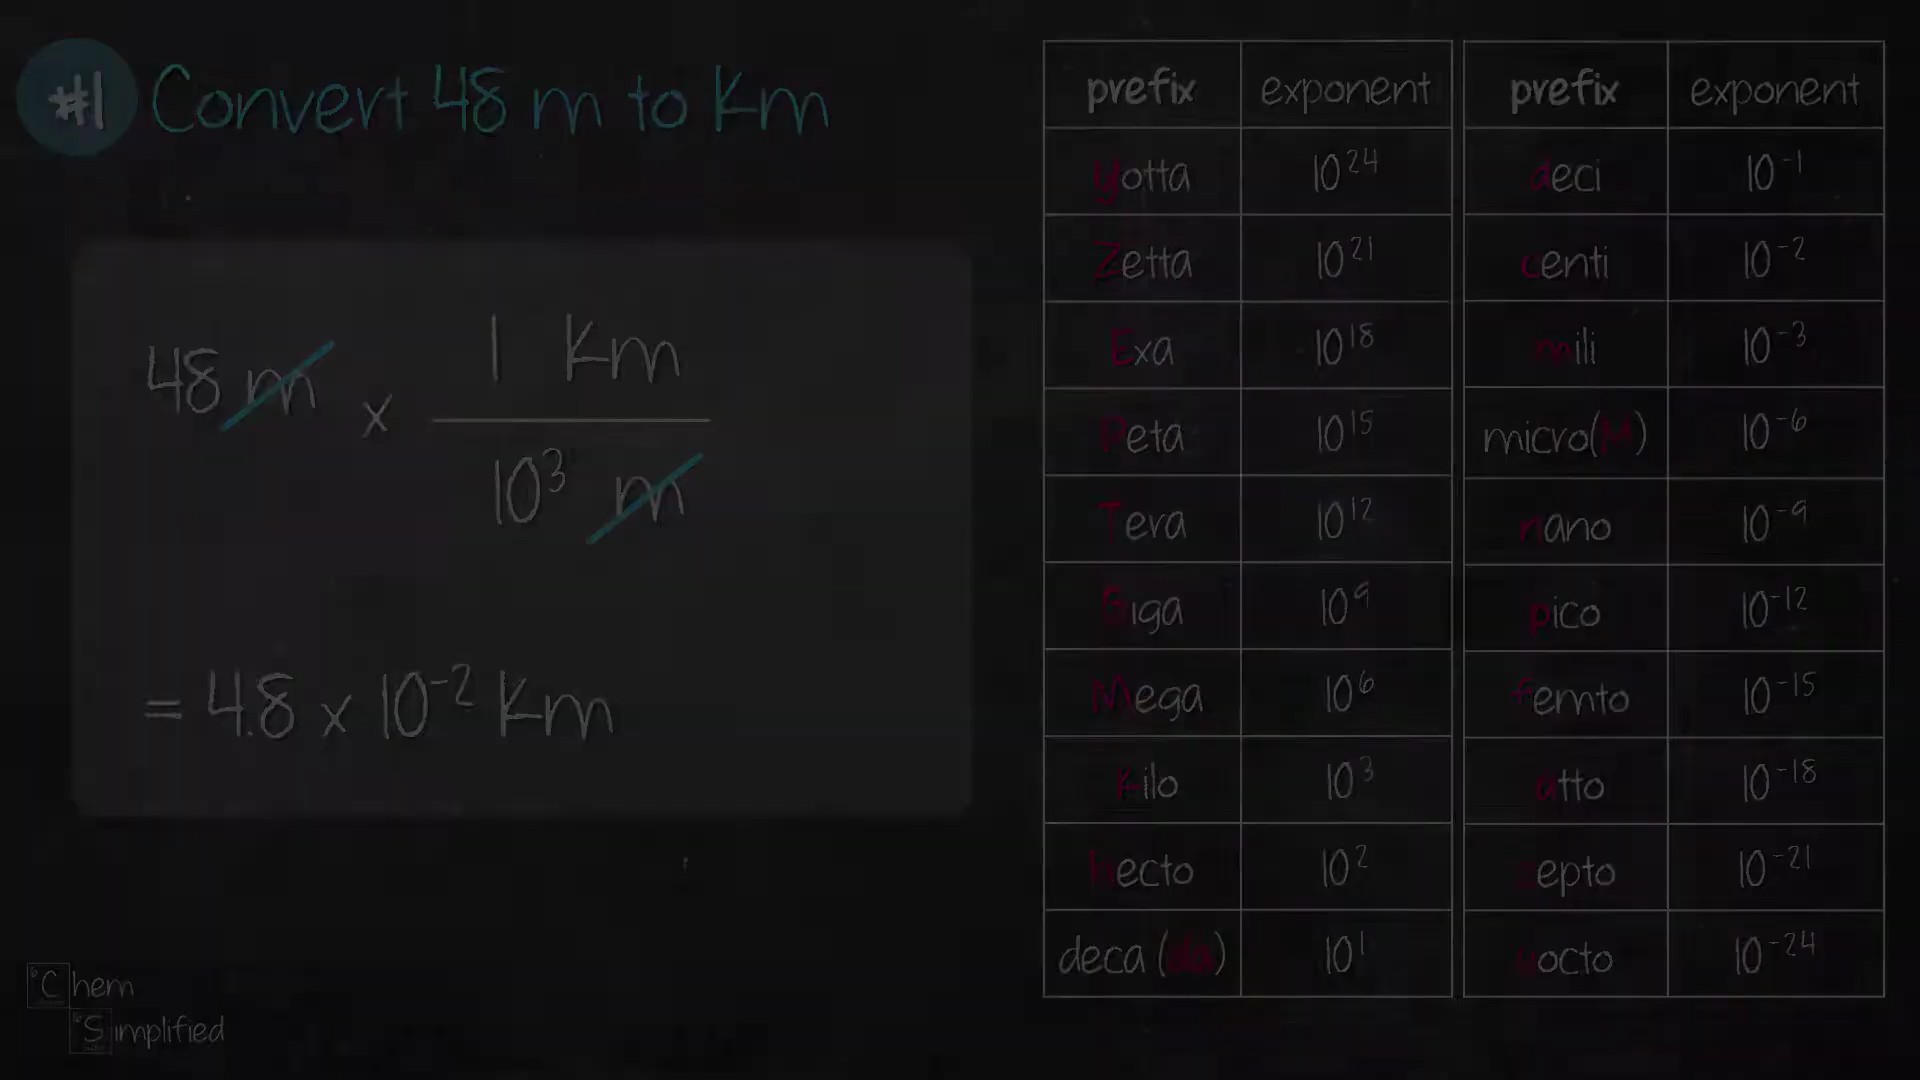 #1 Convert 48 m to Km
48 m x 1 Km / 10³ m
= 4.8 x 10⁻² Km
prefix exponent prefix exponent
Yotta 10²⁴ deci 10⁻¹
Zetta 10²¹ centi 10⁻²
Exa 10¹⁸ mili 10⁻³
Peta 10¹⁵ micro(M) 10⁻⁶
Tera 10¹² nano 10⁻⁹
Giga 10⁹ pico 10⁻¹²
Mega 10⁶ femto 10⁻¹⁵
Kilo 10³ atto 10⁻¹⁸
hecto 10² zepto 10⁻²¹
deca (da) 10¹ yocto 10⁻²⁴
Chem
Simplified